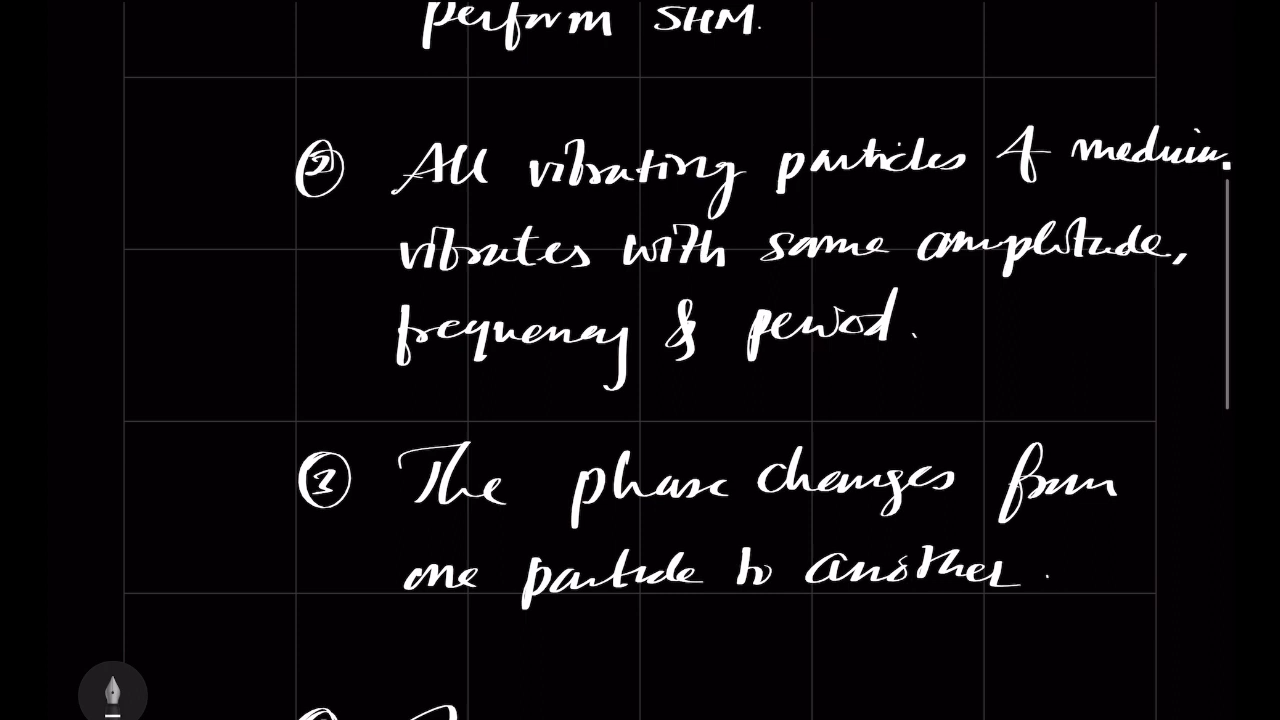 perform SHM.
② All vibrating particles of medium
vibrates with same amplitude,
frequency & period.
③ The phase changes from
one particle to another.